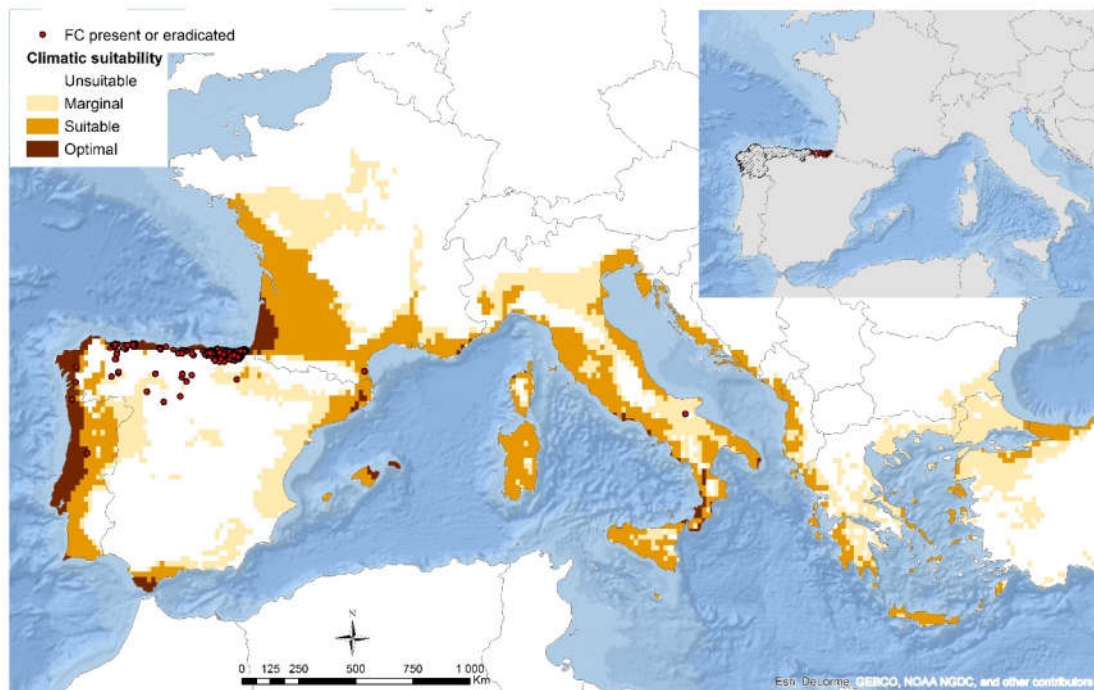 FC present or eradicated
Climatic suitability
Unsuitable
Marginal
Suitable
Optimal
N
0 125 250 500 750 1 000
Km
Esri, DeLorme, GEBCO, NOAA NGDC, and other contributors